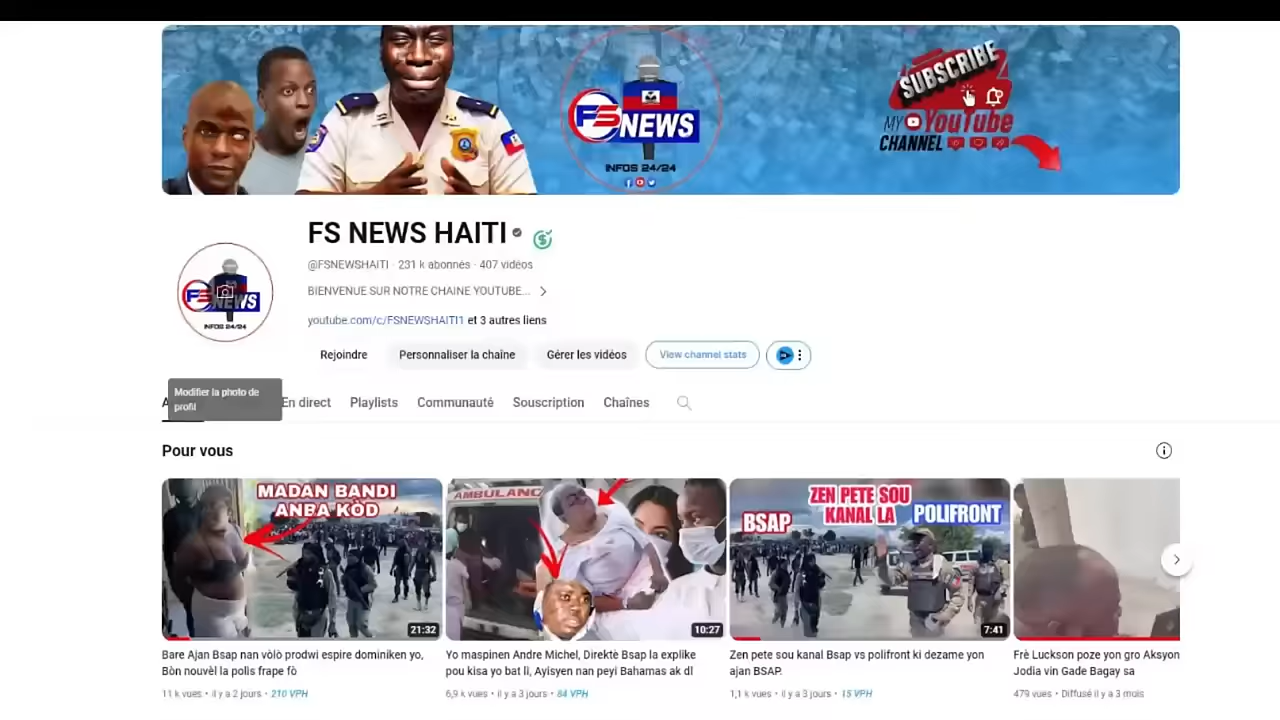 SUBSCRIBE
MY YouTube
CHANNEL
FS NEWS
INFOS 24/24
FS NEWS HAITI
@FSNEWSHAITI · 231 k abonnés · 407 vidéos
BIENVENUE SUR NOTRE CHAINE YOUTUBE...
youtube.com/c/FSNEWSHAITI1 et 3 autres liens
FS NEWS
INFOS 24/24
Rejoindre
Personnaliser la chaîne
Gérer les vidéos
View channel stats
Modifier la photo de
profil
En direct
Playlists
Communauté
Souscription
Chaînes
Pour vous
MADAN BANDI
ANBA KÒD
21:32
AMBULANC
10:27
ZEN PETE SOU
KANAL LA
BSAP
POLIFRONT
7:41
Bare Ajan Bsap nan vòlò prodwi espire dominiken yo,
Bòn nouvèl la polis frape fò
11 k vues • il y a 2 jours • 210 VPH
Yo maspinen Andre Michel, Direktè Bsap la eksplike
pou kisa yo bat li, Ayisyen nan peyi Bahamas ak dl
6,9 k vues • il y a 3 jours • 84 VPH
Zen pete sou kanal Bsap vs polifront ki dezame yon
ajan BSAP.
1,1 k vues • il y a 3 jours • 15 VPH
Frè Luckson poze yon gro Aksyon
Jodia vin Gade Bagay sa
479 vues • Diffusé il y a 3 mois